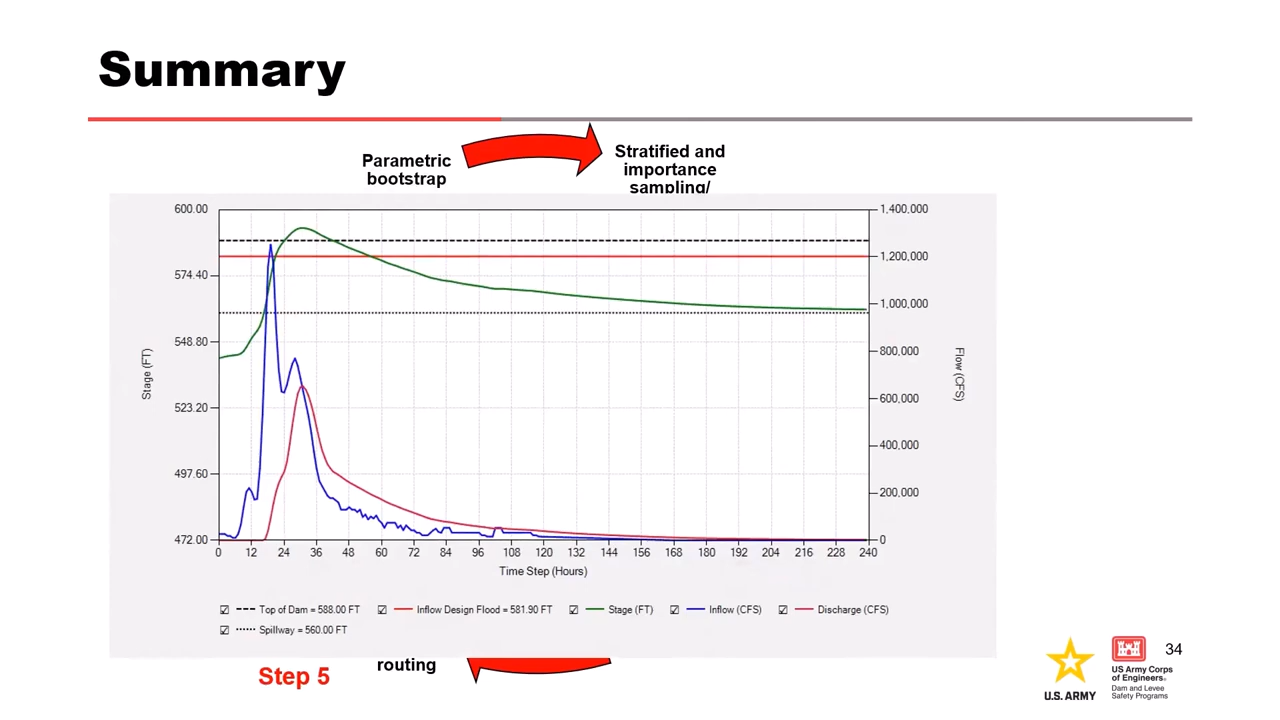 Summary
Parametric
bootstrap
Stratified and
importance
sampling/
600.00
574.40
548.80
523.20
497.60
472.00
Stage (FT)
1,400,000
1,200,000
1,000,000
800,000
600,000
400,000
200,000
0
Flow (CFS)
0 12 24 36 48 60 72 84 96 108 120 132 144 156 168 180 192 204 216 228 240
Time Step (Hours)
Top of Dam = 588.00 FT Inflow Design Flood = 581.90 FT Stage (FT) Inflow (CFS) Discharge (CFS)
Spillway = 560.00 FT
routing
Step 5
34
U.S. ARMY
US Army Corps
of Engineers®
Dam and Levee
Safety Programs